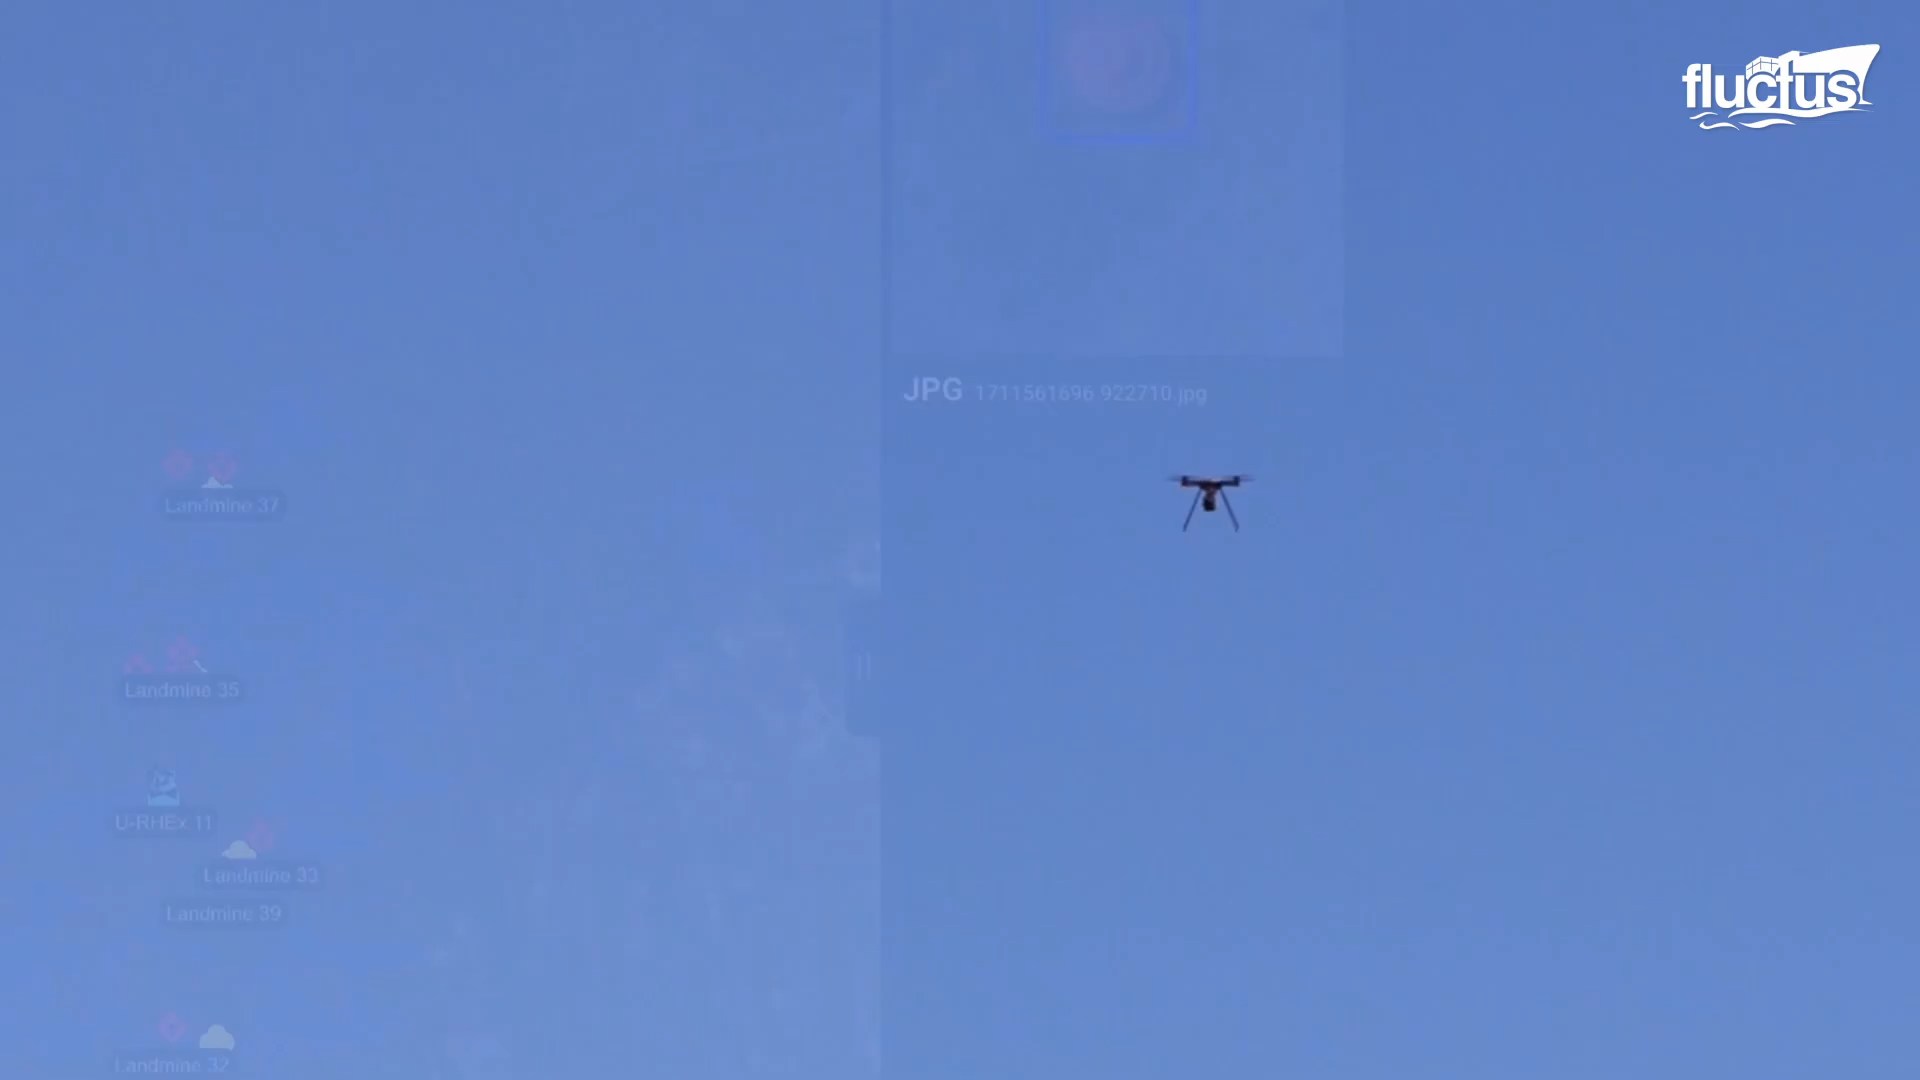 fluctus
JPG 1711561696.922710.jpg
Landmine 37
Landmine 35
U-RHEx 11
Landmine 33
Landmine 39
Landmine 32